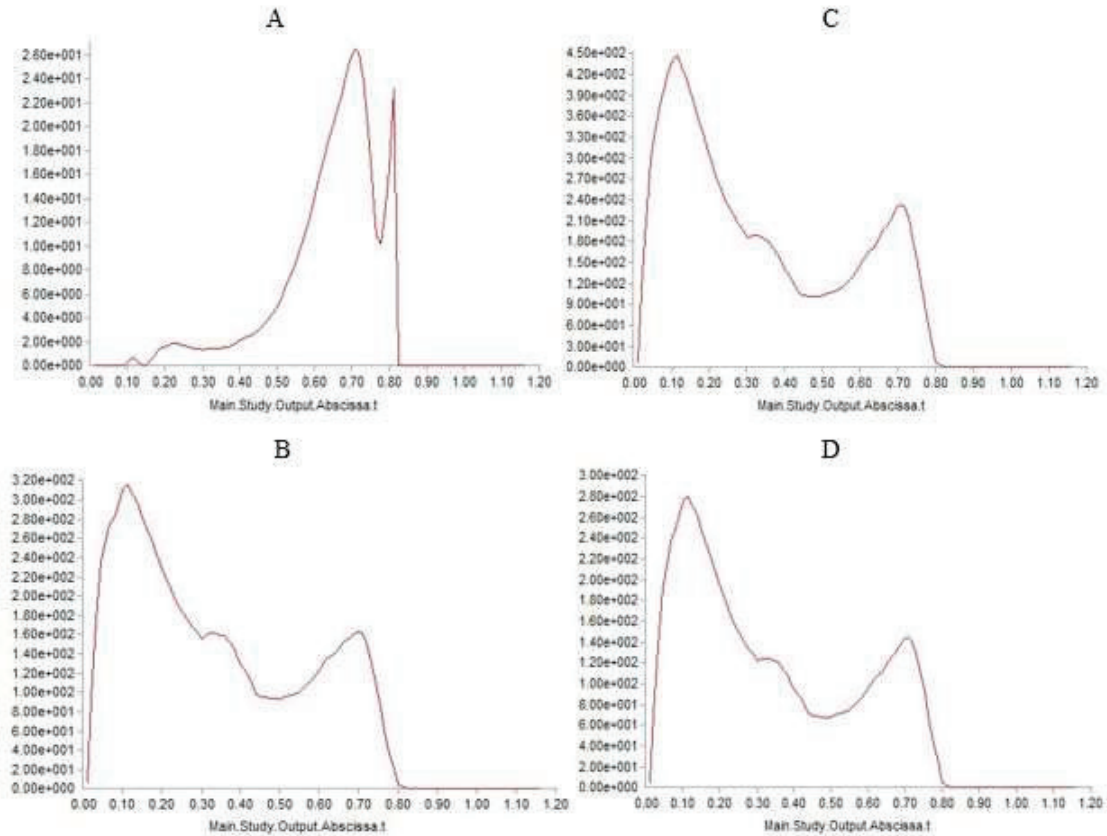 A
2.60e+001
2.40e+001
2.20e+001
2.00e+001
1.80e+001
1.60e+001
1.40e+001
1.20e+001
1.00e+001
8.00e+000
6.00e+000
4.00e+000
2.00e+000
0.00e+000
0.00 0.10 0.20 0.30 0.40 0.50 0.60 0.70 0.80 0.90 1.00 1.10 1.20
Main.Study.Output.Abscissa.t
C
4.50e+002
4.20e+002
3.90e+002
3.60e+002
3.30e+002
3.00e+002
2.70e+002
2.40e+002
2.10e+002
1.80e+002
1.50e+002
1.20e+002
9.00e+001
6.00e+001
3.00e+001
0.00e+000
0.00 0.10 0.20 0.30 0.40 0.50 0.60 0.70 0.80 0.90 1.00 1.10 1.20
Main.Study.Output.Abscissa.t
B
3.20e+002
3.00e+002
2.80e+002
2.60e+002
2.40e+002
2.20e+002
2.00e+002
1.80e+002
1.60e+002
1.40e+002
1.20e+002
1.00e+002
8.00e+001
6.00e+001
4.00e+001
2.00e+001
0.00e+000
0.00 0.10 0.20 0.30 0.40 0.50 0.60 0.70 0.80 0.90 1.00 1.10 1.20
Main.Study.Output.Abscissa.t
D
3.00e+002
2.80e+002
2.60e+002
2.40e+002
2.20e+002
2.00e+002
1.80e+002
1.60e+002
1.40e+002
1.20e+002
1.00e+002
8.00e+001
6.00e+001
4.00e+001
2.00e+001
0.00e+000
0.00 0.10 0.20 0.30 0.40 0.50 0.60 0.70 0.80 0.90 1.00 1.10 1.20
Main.Study.Output.Abscissa.t